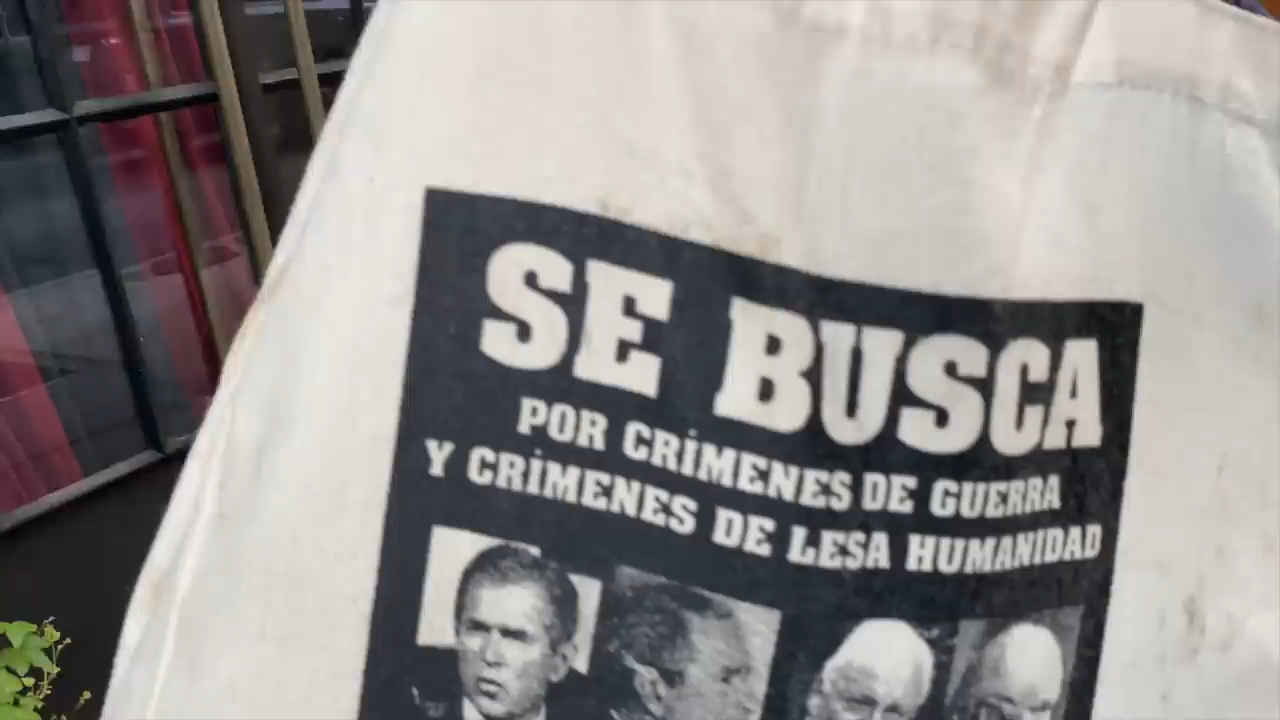 SE BUSCA
POR CRÍMENES DE GUERRA
Y CRÍMENES DE LESA HUMANIDAD